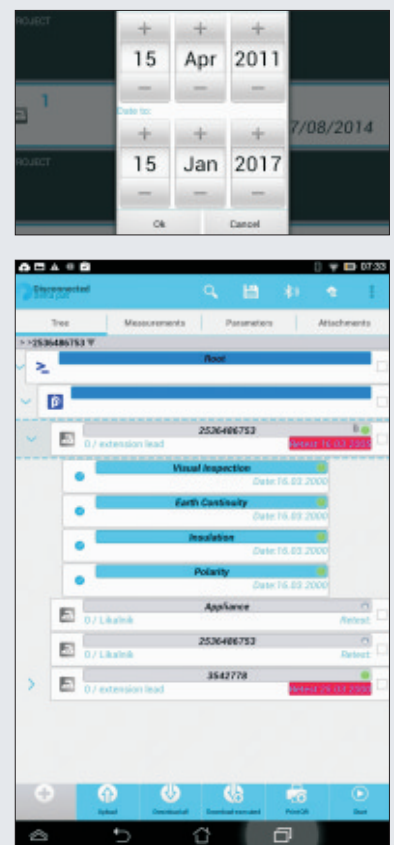 PROJECT
15 Apr 2011
1
Date to:
7/08/2014
PROJECT
15 Jan 2017
Ok Cancel
07:33
Disconnected
Tree Measurements Parameters Attachments
> >2536486753
Root
2536486753
0 / extension lead Retest: 16.03.2005
Visual Inspection
Date:16.03.2000
Earth Continuity
Date:16.03.2000
Insulation
Date:16.03.2000
Polarity
Date:16.03.2000
Appliance
0 / Likalnik Retest:
2536486753
0 / Likalnik Retest:
3542778
0 / extension lead
Upload Download all Download executed Print QR Start